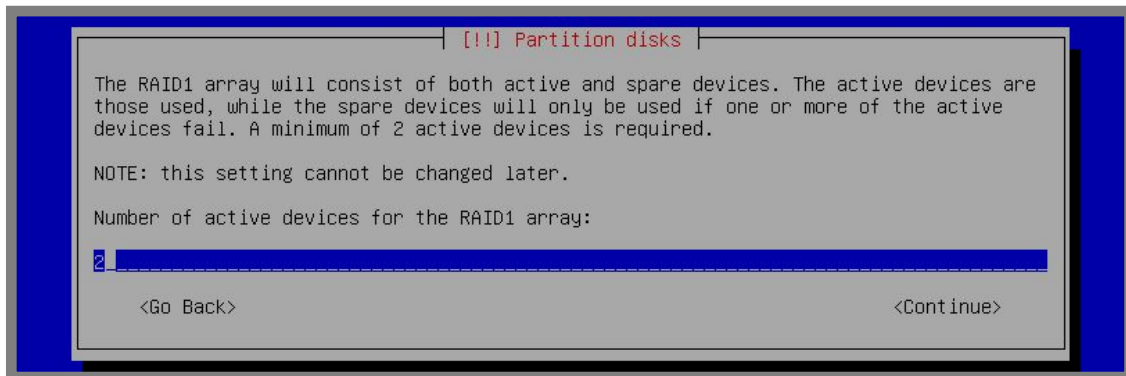 [!!] Partition disks
The RAID1 array will consist of both active and spare devices. The active devices are
those used, while the spare devices will only be used if one or more of the active
devices fail. A minimum of 2 active devices is required.
NOTE: this setting cannot be changed later.
Number of active devices for the RAID1 array:
2
<Go Back> <Continue>